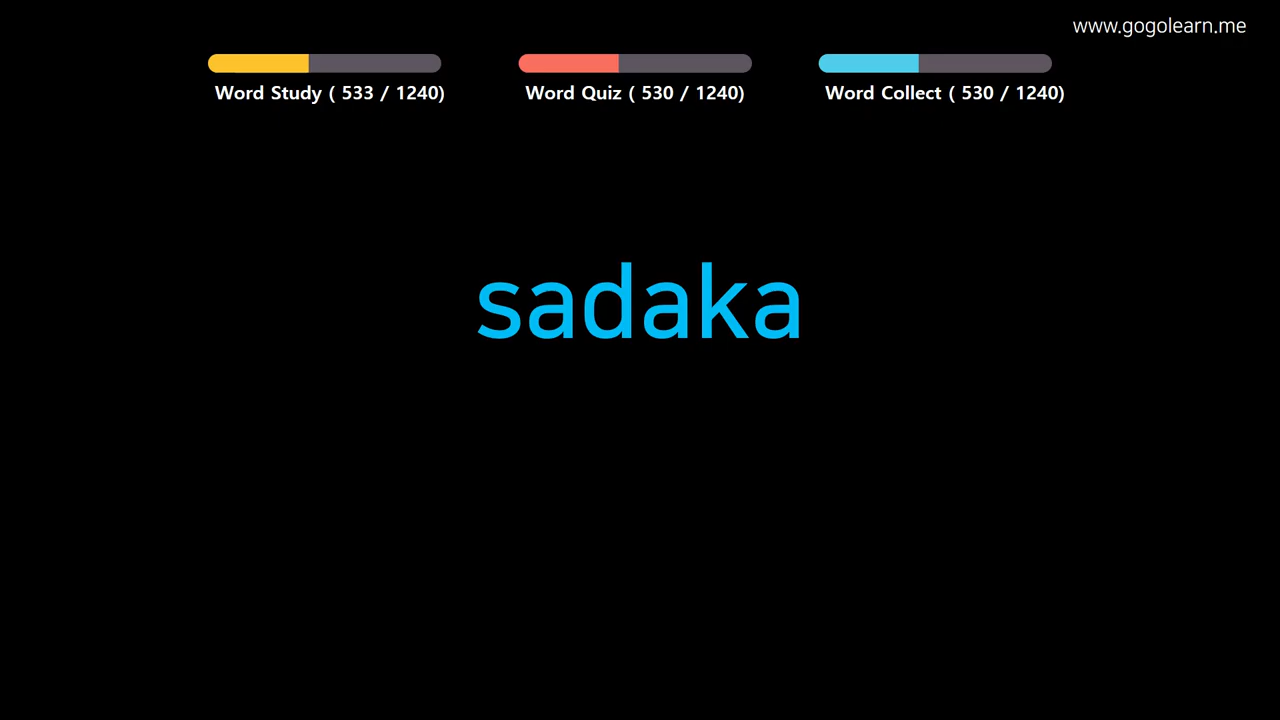 www.gogolearn.me
Word Study ( 533 / 1240)
Word Quiz ( 530 / 1240)
Word Collect ( 530 / 1240)
sadaka